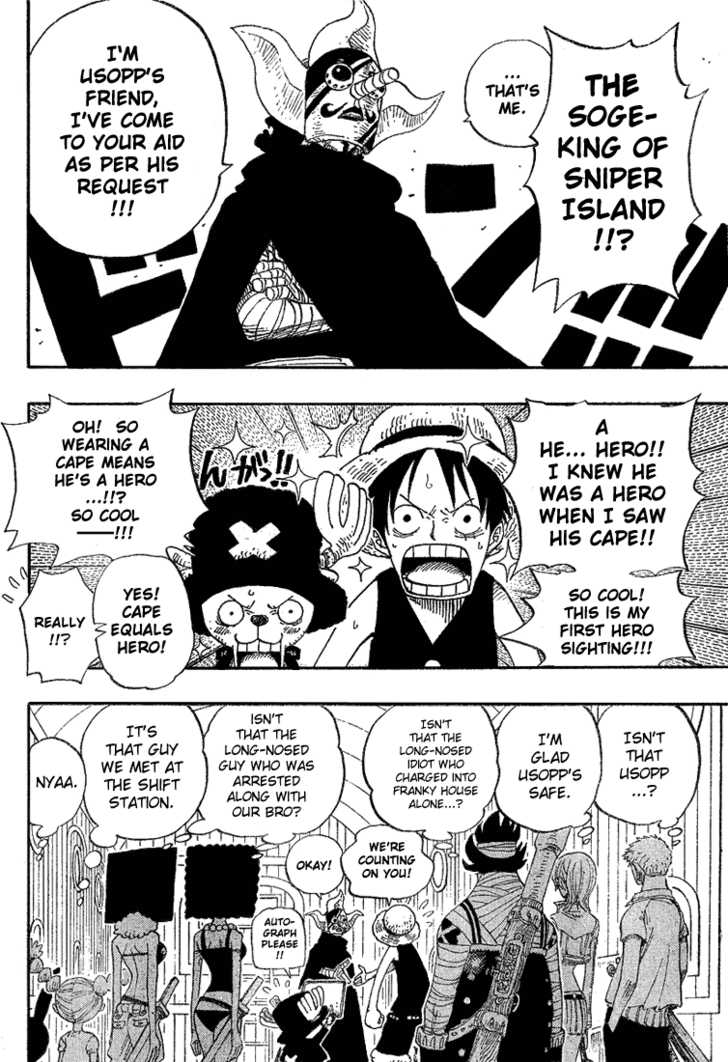 THE
SOGE-
KING OF
SNIPER
ISLAND
!!?
...
THAT'S
ME.
I'M
USOPP'S
FRIEND,
I'VE COME
TO YOUR AID
AS PER HIS
REQUEST
!!!
A
HE... HERO!!
I KNEW HE
WAS A HERO
WHEN I SAW
HIS CAPE!!
SO COOL!
THIS IS MY
FIRST HERO
SIGHTING!!!
んがっ!!
OH! SO
WEARING A
CAPE MEANS
HE'S A HERO
...!!?
SO COOL
——!!!
YES!
CAPE
EQUALS
HERO!
REALLY
!!?
ISN'T
THAT
USOPP
...?
I'M
GLAD
USOPP'S
SAFE.
ISN'T
THAT THE
LONG-NOSED
IDIOT WHO
CHARGED INTO
FRANKY HOUSE
ALONE...?
WE'RE
COUNTING
ON YOU!
OKAY!
AUTO-
GRAPH
PLEASE
!!
ISN'T
THAT THE
LONG-NOSED
GUY WHO WAS
ARRESTED
ALONG WITH
OUR BRO?
IT'S
THAT GUY
WE MET AT
THE SHIFT
STATION.
NYAA.